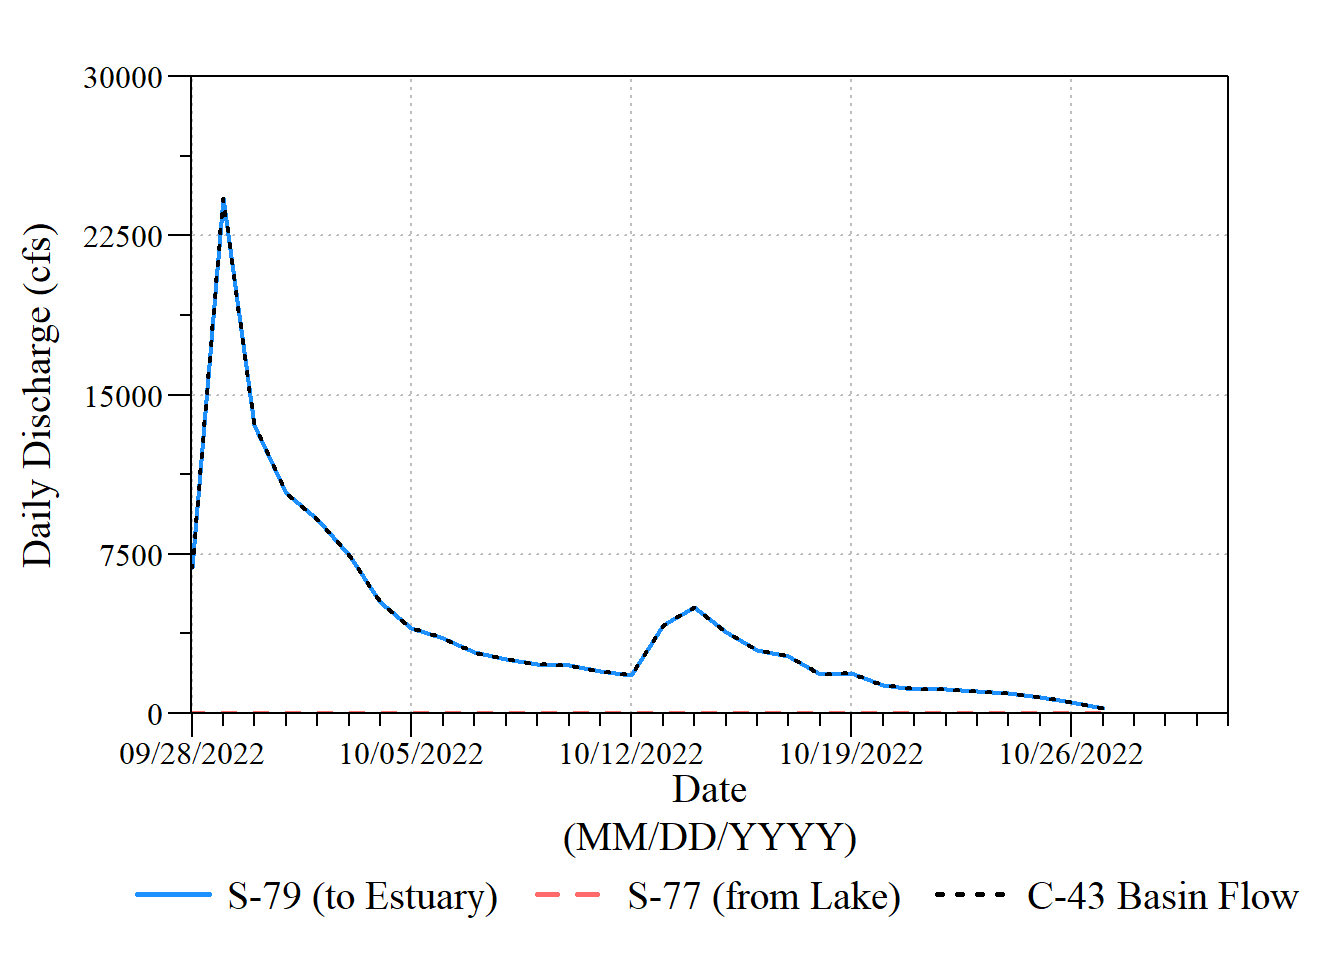 30000
22500
15000
7500
0
Daily Discharge (cfs)
09/28/2022 10/05/2022 10/12/2022 10/19/2022 10/26/2022
Date
(MM/DD/YYYY)
S-79 (to Estuary) S-77 (from Lake) C-43 Basin Flow